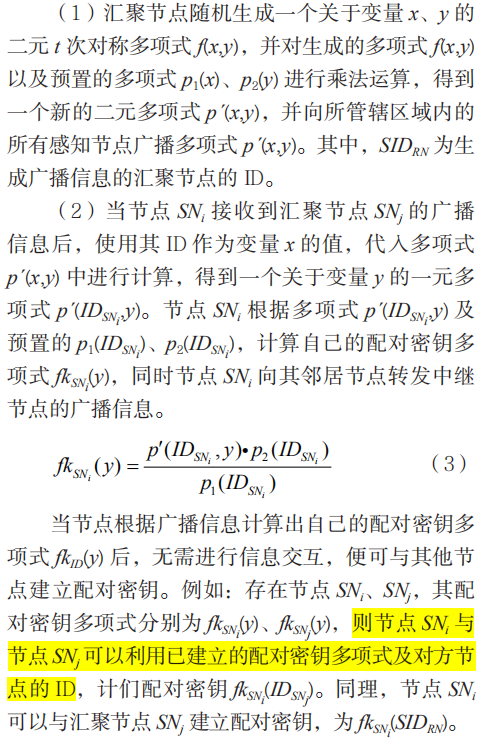 （1）汇聚节点随机生成一个关于变量 x、y 的
二元 t 次对称多项式 f(x,y)，并对生成的多项式 f(x,y)
以及预置的多项式 p₁(x)、p₂(y) 进行乘法运算，得到
一个新的二元多项式 p′(x,y)，并向所管辖区域内的
所有感知节点广播多项式 p′(x,y)。其中，SID_RN 为生
成广播信息的汇聚节点的 ID。
（2）当节点 SN_i 接收到汇聚节点 SN_j 的广播
信息后，使用其 ID 作为变量 x 的值，代入多项式
p′(x,y) 中进行计算，得到一个关于变量 y 的一元多
项式 p′(ID_{SN_i},y)。节点 SN_i 根据多项式 p′(ID_{SN_i},y) 及
预置的 p₁(ID_{SN_i})、p₂(ID_{SN_i})，计算自己的配对密钥多
项式 fk_{SN_i}(y)，同时节点 SN_i 向其邻居节点转发中继
节点的广播信息。
fk_{SN_i}(y) = \frac{p′(ID_{SN_i},y)•p₂(ID_{SN_i})}{p₁(ID_{SN_i})} （3）
当节点根据广播信息计算出自己的配对密钥多
项式 fk_{ID}(y) 后，无需进行信息交互，便可与其他节
点建立配对密钥。例如：存在节点 SN_i、SN_j，其配
对密钥多项式分别为 fk_{SN_i}(y)、fk_{SN_j}(y)，则节点 SN_i 与
节点 SN_j 可以利用已建立的配对密钥多项式及对方节
点的 ID，计们配对密钥 fk_{SN_i}(ID_{SN_j})。同理，节点 SN_i
可以与汇聚节点 SN_j 建立配对密钥，为 fk_{SN_i}(SID_{RN})。